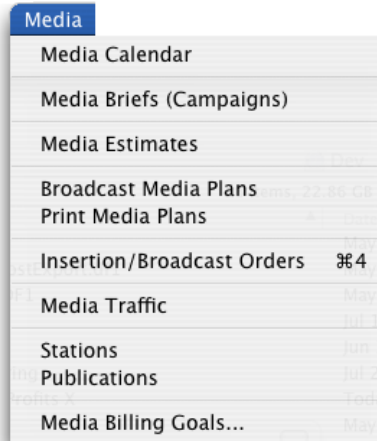 Media
Media Calendar
Media Briefs (Campaigns)
Media Estimates
Broadcast Media Plans
Print Media Plans
Insertion/Broadcast Orders ⌘4
Media Traffic
Stations
Publications
Media Billing Goals...